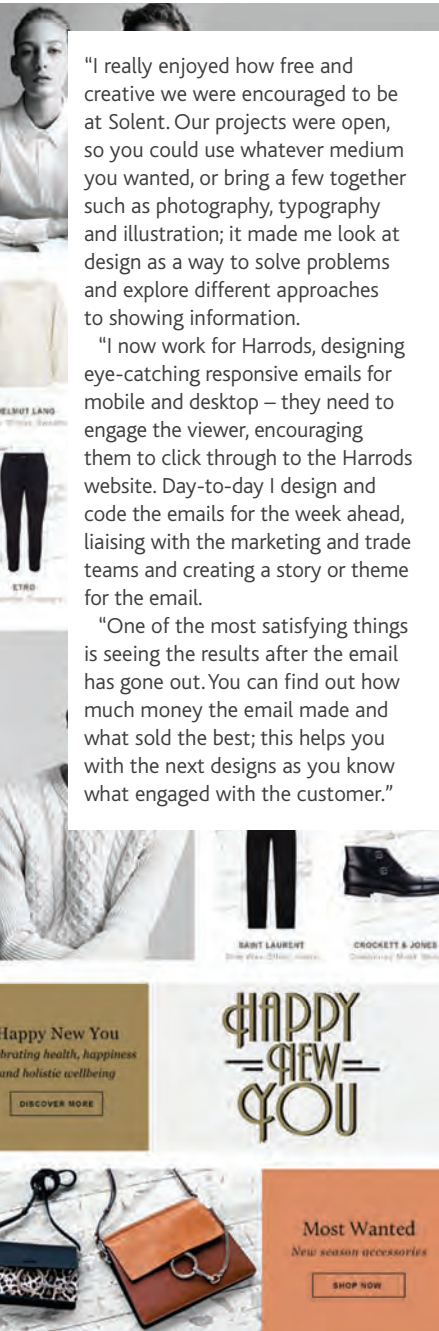 “I really enjoyed how free and
creative we were encouraged to be
at Solent. Our projects were open,
so you could use whatever medium
you wanted, or bring a few together
such as photography, typography
and illustration; it made me look at
design as a way to solve problems
and explore different approaches
to showing information.
“I now work for Harrods, designing
eye-catching responsive emails for
mobile and desktop – they need to
engage the viewer, encouraging
them to click through to the Harrods
website. Day-to-day I design and
code the emails for the week ahead,
liaising with the marketing and trade
teams and creating a story or theme
for the email.
“One of the most satisfying things
is seeing the results after the email
has gone out. You can find out how
much money the email made and
what sold the best; this helps you
with the next designs as you know
what engaged with the customer.”
ELMUT LANG
ETRO
SAINT LAURENT
CROCKETT & JONES
Happy New You
brating health, happiness
and holistic wellbeing
DISCOVER MORE
HAPPY
NEW
YOU
Most Wanted
New season accessories
SHOP NOW